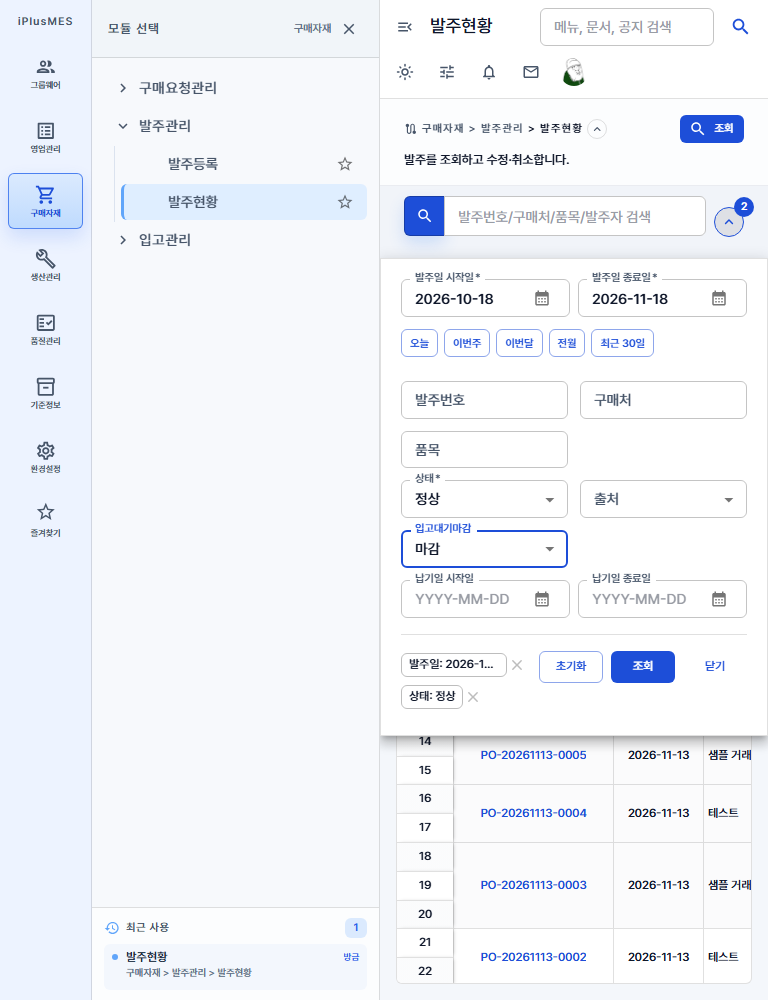 iPlusMES
그룹웨어
영업관리
구매자재
생산관리
품질관리
기준정보
환경설정
즐겨찾기
모듈 선택
구매자재
구매요청관리
발주관리
발주등록
발주현황
입고관리
최근 사용
1
발주현황
방금
구매자재 > 발주관리 > 발주현황
발주현황
메뉴, 문서, 공지 검색
구매자재 > 발주관리 > 발주현황
조회
발주를 조회하고 수정·취소합니다.
발주번호/구매처/품목/발주자 검색
2
발주일 시작일*
2026-10-18
발주일 종료일*
2026-11-18
오늘
이번주
이번달
전월
최근 30일
발주번호
구매처
품목
상태*
정상
출처
입고대기마감
마감
납기일 시작일
YYYY-MM-DD
납기일 종료일
YYYY-MM-DD
발주일: 2026-1...
초기화
조회
닫기
상태: 정상
14
PO-20261113-0005
2026-11-13
샘플 거래
15
16
PO-20261113-0004
2026-11-13
테스트
17
18
19
PO-20261113-0003
2026-11-13
샘플 거래
20
21
PO-20261113-0002
2026-11-13
테스트
22